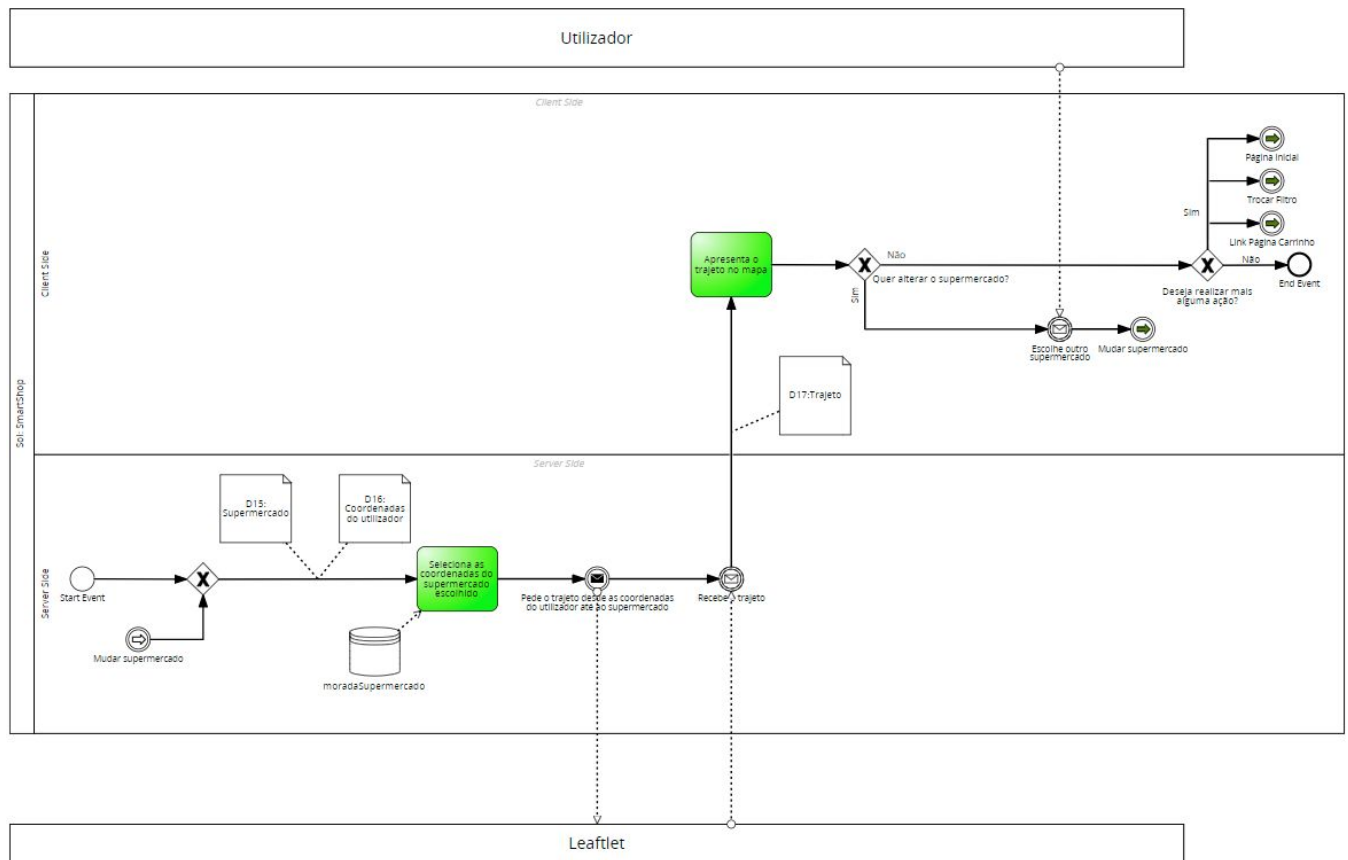 Utilizador
Client Side
Client Side
Sol: SmartShop
Página Inicial
Trocar Filtro
Sim
Link Página Carrinho
Não
End Event
Deseja realizar mais
alguma ação?
Apresenta o
trajeto no mapa
Não
Quer alterar o supermercado?
Sim
Escolhe outro
supermercado
Mudar supermercado
D17:Trajeto
Server Side
Server Side
D15:
Supermercado
D16:
Coordenadas
do utilizador
Start Event
Mudar supermercado
Seleciona as
coordenadas do
supermercado
escolhido
moradaSupermercado
Pede o trajeto desde as coordenadas
do utilizador até ao supermercado
Recebe trajeto
Leaftlet